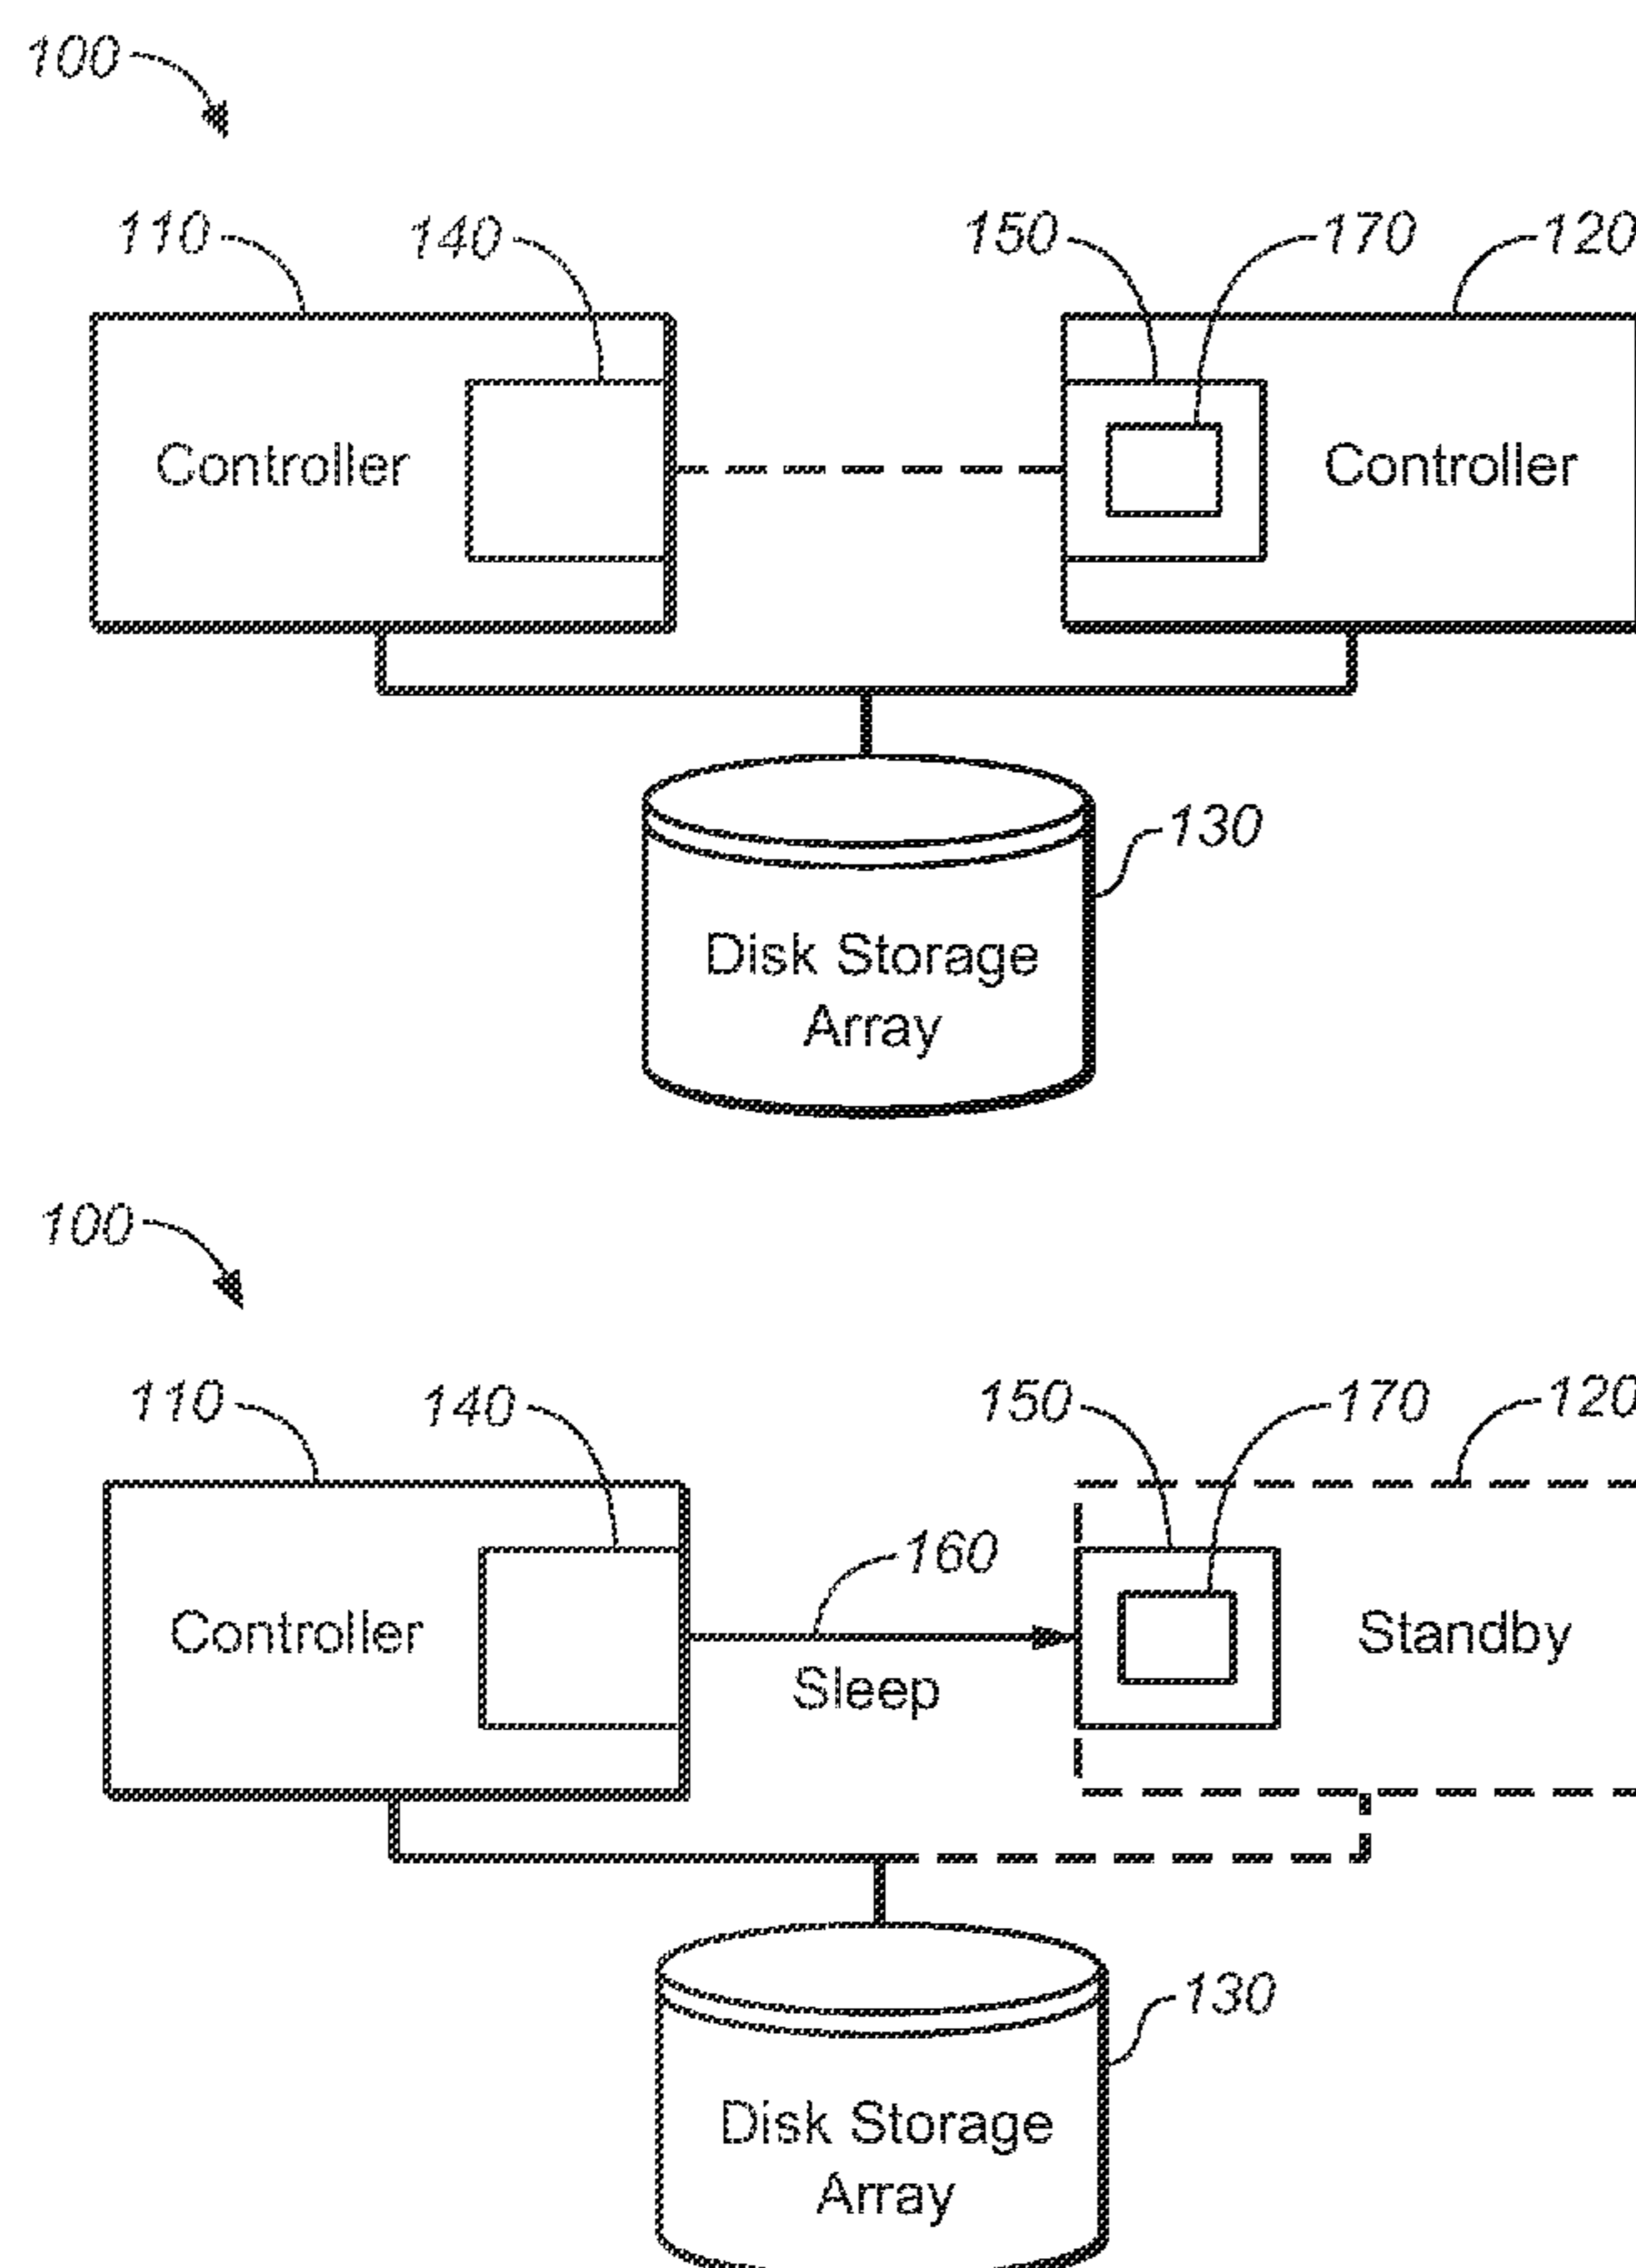 100
110 140 150 170 120
Controller Controller
130
Disk Storage
Array
100
110 140 150 170 120
160
Controller Standby
Sleep
130
Disk Storage
Array